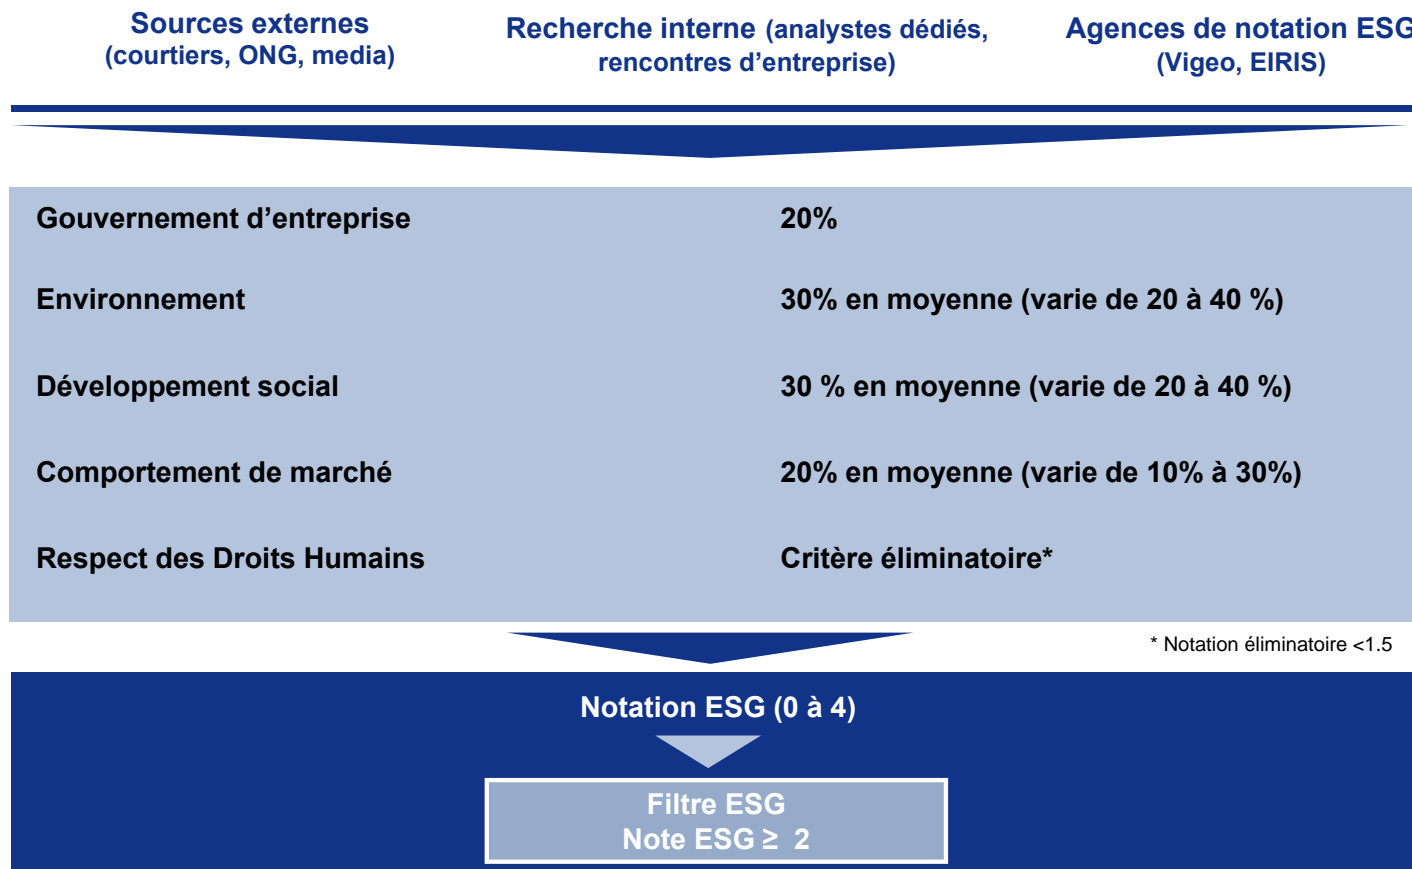 Sources externes
(courtiers, ONG, media)
Recherche interne (analystes dédiés,
rencontres d’entreprise)
Agences de notation ESG
(Vigeo, EIRIS)
Gouvernement d’entreprise 20%
Environnement 30% en moyenne (varie de 20 à 40 %)
Développement social 30 % en moyenne (varie de 20 à 40 %)
Comportement de marché 20% en moyenne (varie de 10% à 30%)
Respect des Droits Humains Critère éliminatoire*
* Notation éliminatoire <1.5
Notation ESG (0 à 4)
Filtre ESG
Note ESG ≥ 2